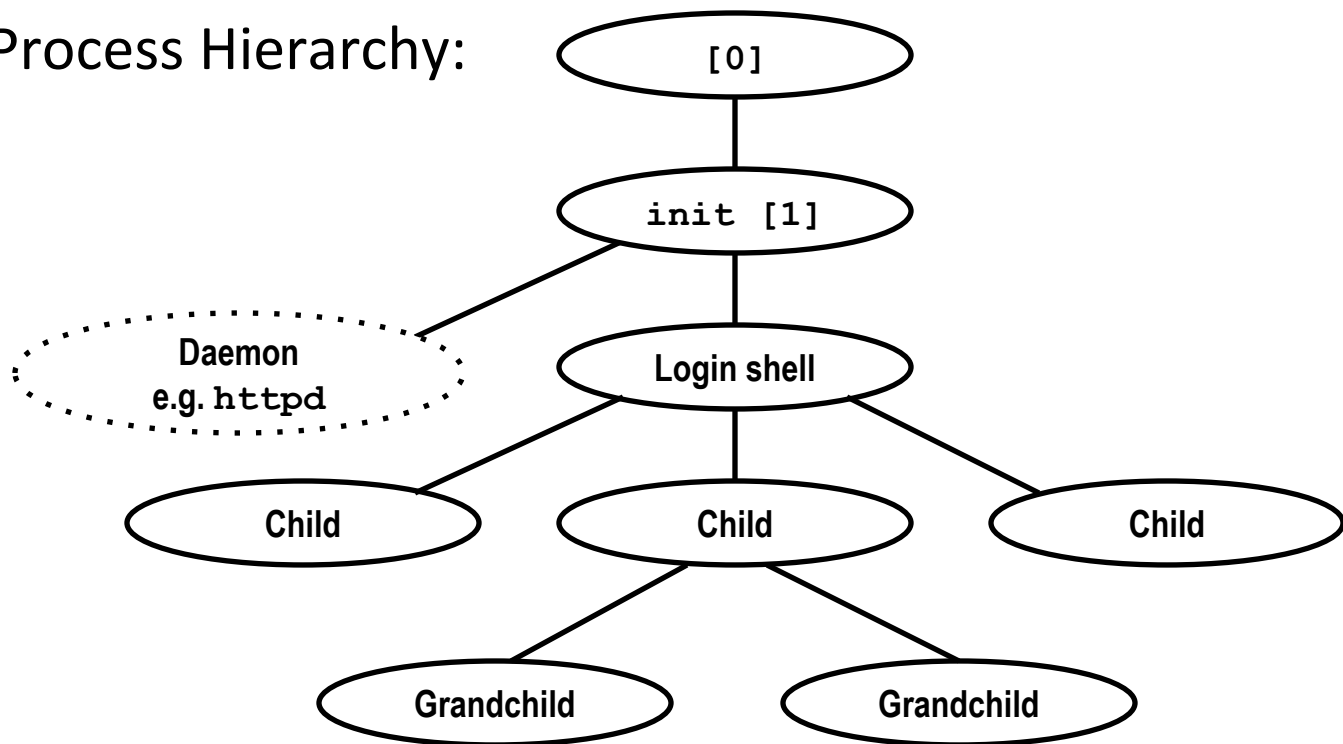 Process Hierarchy:
[0]
init [1]
Daemon
e.g. httpd
Login shell
Child
Child
Child
Grandchild
Grandchild